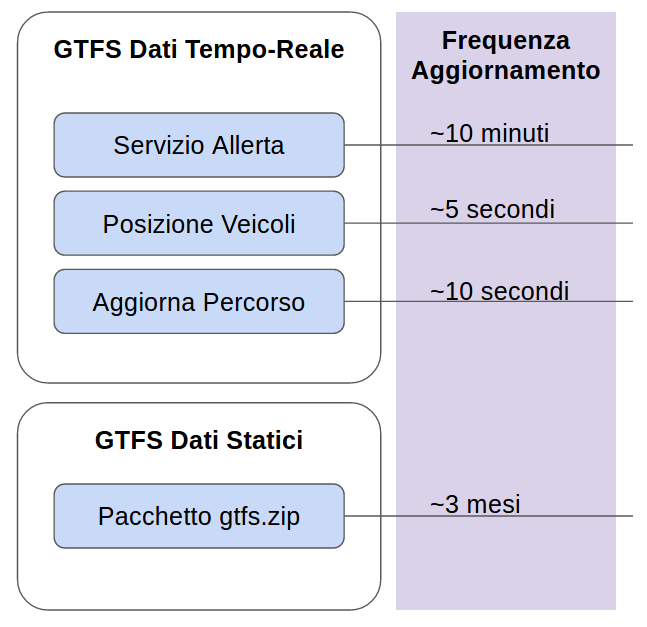 GTFS Dati Tempo-Reale
Frequenza
Aggiornamento
Servizio Allerta
~10 minuti
Posizione Veicoli
~5 secondi
Aggiorna Percorso
~10 secondi
GTFS Dati Statici
Pacchetto gtfs.zip
~3 mesi